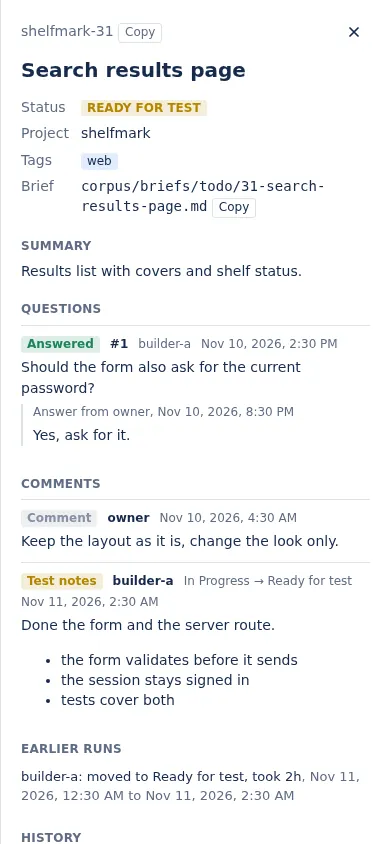 shelfmark-31 Copy ✕
Search results page
Status READY FOR TEST
Project shelfmark
Tags web
Brief corpus/briefs/todo/31-search-
results-page.md Copy
SUMMARY
Results list with covers and shelf status.
QUESTIONS
Answered #1 builder-a Nov 10, 2026, 2:30 PM
Should the form also ask for the current
password?
Answer from owner, Nov 10, 2026, 8:30 PM
Yes, ask for it.
COMMENTS
Comment owner Nov 10, 2026, 4:30 AM
Keep the layout as it is, change the look only.
Test notes builder-a In Progress → Ready for test
Nov 11, 2026, 2:30 AM
Done the form and the server route.
• the form validates before it sends
• the session stays signed in
• tests cover both
EARLIER RUNS
builder-a: moved to Ready for test, took 2h, Nov 11,
2026, 12:30 AM to Nov 11, 2026, 2:30 AM
HISTORY